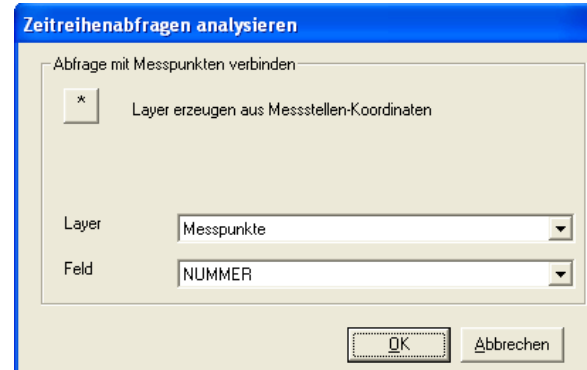 Zeitreihenabfragen analysieren
Abfrage mit Messpunkten verbinden
* Layer erzeugen aus Messstellen-Koordinaten
Layer Messpunkte
Feld NUMMER
OK Abbrechen